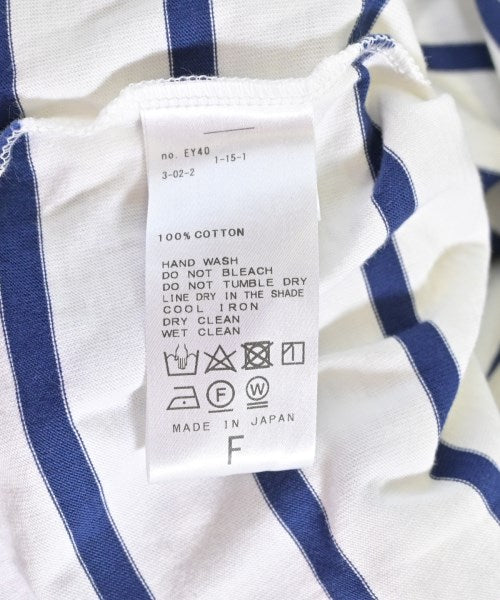 no. EY40
3-02-2 1-15-1
100% COTTON
HAND WASH
DO NOT BLEACH
DO NOT TUMBLE DRY
LINE DRY IN THE SHADE
COOL IRON
DRY CLEAN
WET CLEAN
F W
MADE IN JAPAN
F